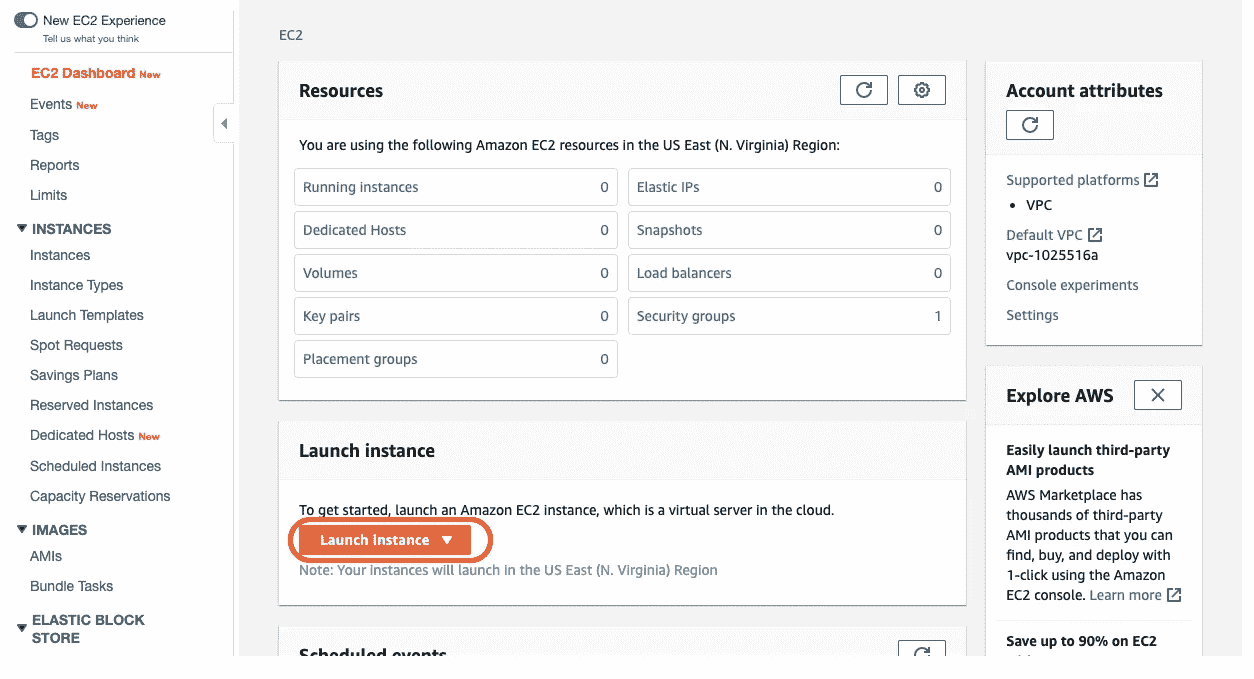 New EC2 Experience
Tell us what you think
EC2 Dashboard New
Events New
Tags
Reports
Limits
INSTANCES
Instances
Instance Types
Launch Templates
Spot Requests
Savings Plans
Reserved Instances
Dedicated Hosts New
Scheduled Instances
Capacity Reservations
IMAGES
AMIs
Bundle Tasks
ELASTIC BLOCK
STORE
EC2
Resources
You are using the following Amazon EC2 resources in the US East (N. Virginia) Region:
Running instances 0
Elastic IPs 0
Dedicated Hosts 0
Snapshots 0
Volumes 0
Load balancers 0
Key pairs 0
Security groups 1
Placement groups 0
Launch instance
To get started, launch an Amazon EC2 instance, which is a virtual server in the cloud.
Launch instance
Note: Your instances will launch in the US East (N. Virginia) Region
Scheduled events
Account attributes
Supported platforms
• VPC
Default VPC
vpc-1025516a
Console experiments
Settings
Explore AWS
Easily launch third-party
AMI products
AWS Marketplace has
thousands of third-party
AMI products that you can
find, buy, and deploy with
1-click using the Amazon
EC2 console. Learn more
Save up to 90% on EC2